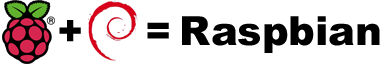 ® + = Raspbian